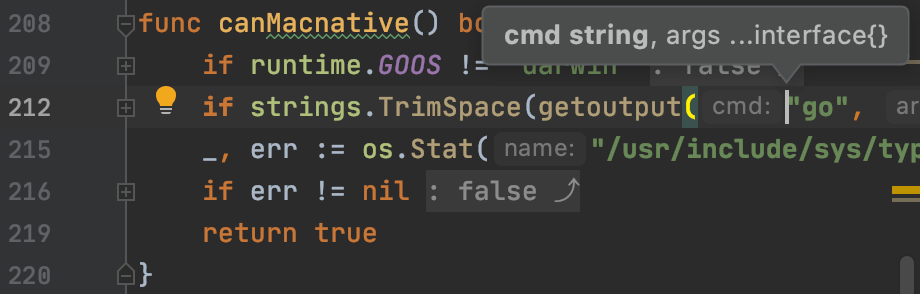 cmd string, args ...interface{}
208 func canMacnative() bo
209 if runtime.GOOS != "darwin" : false
212 if strings.TrimSpace(getoutput( cmd: "go", ar
215 _, err := os.Stat( name: "/usr/include/sys/typ
216 if err != nil : false ⤴
219 return true
220 }